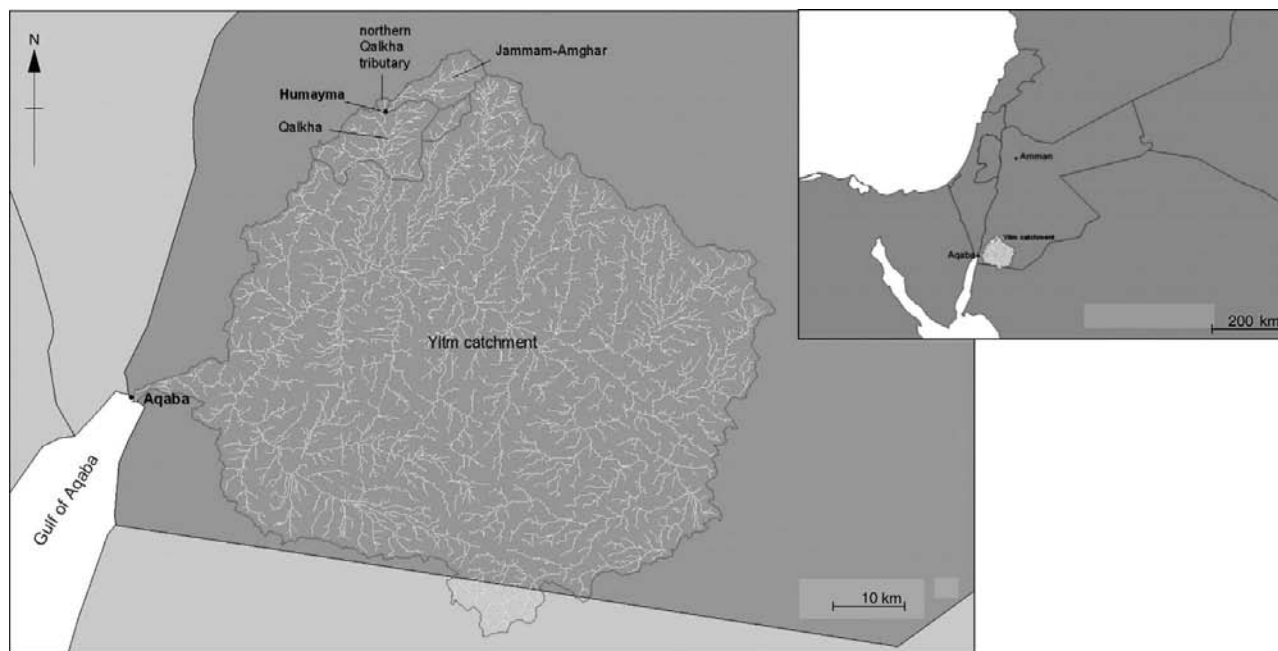 N
northern
Qalkha
tributary
Jammam-Amghar
Humayma
Qalkha
Yitm catchment
Aqaba
Gulf of Aqaba
10 km
Amman
Yitm catchment
Aqaba
200 km